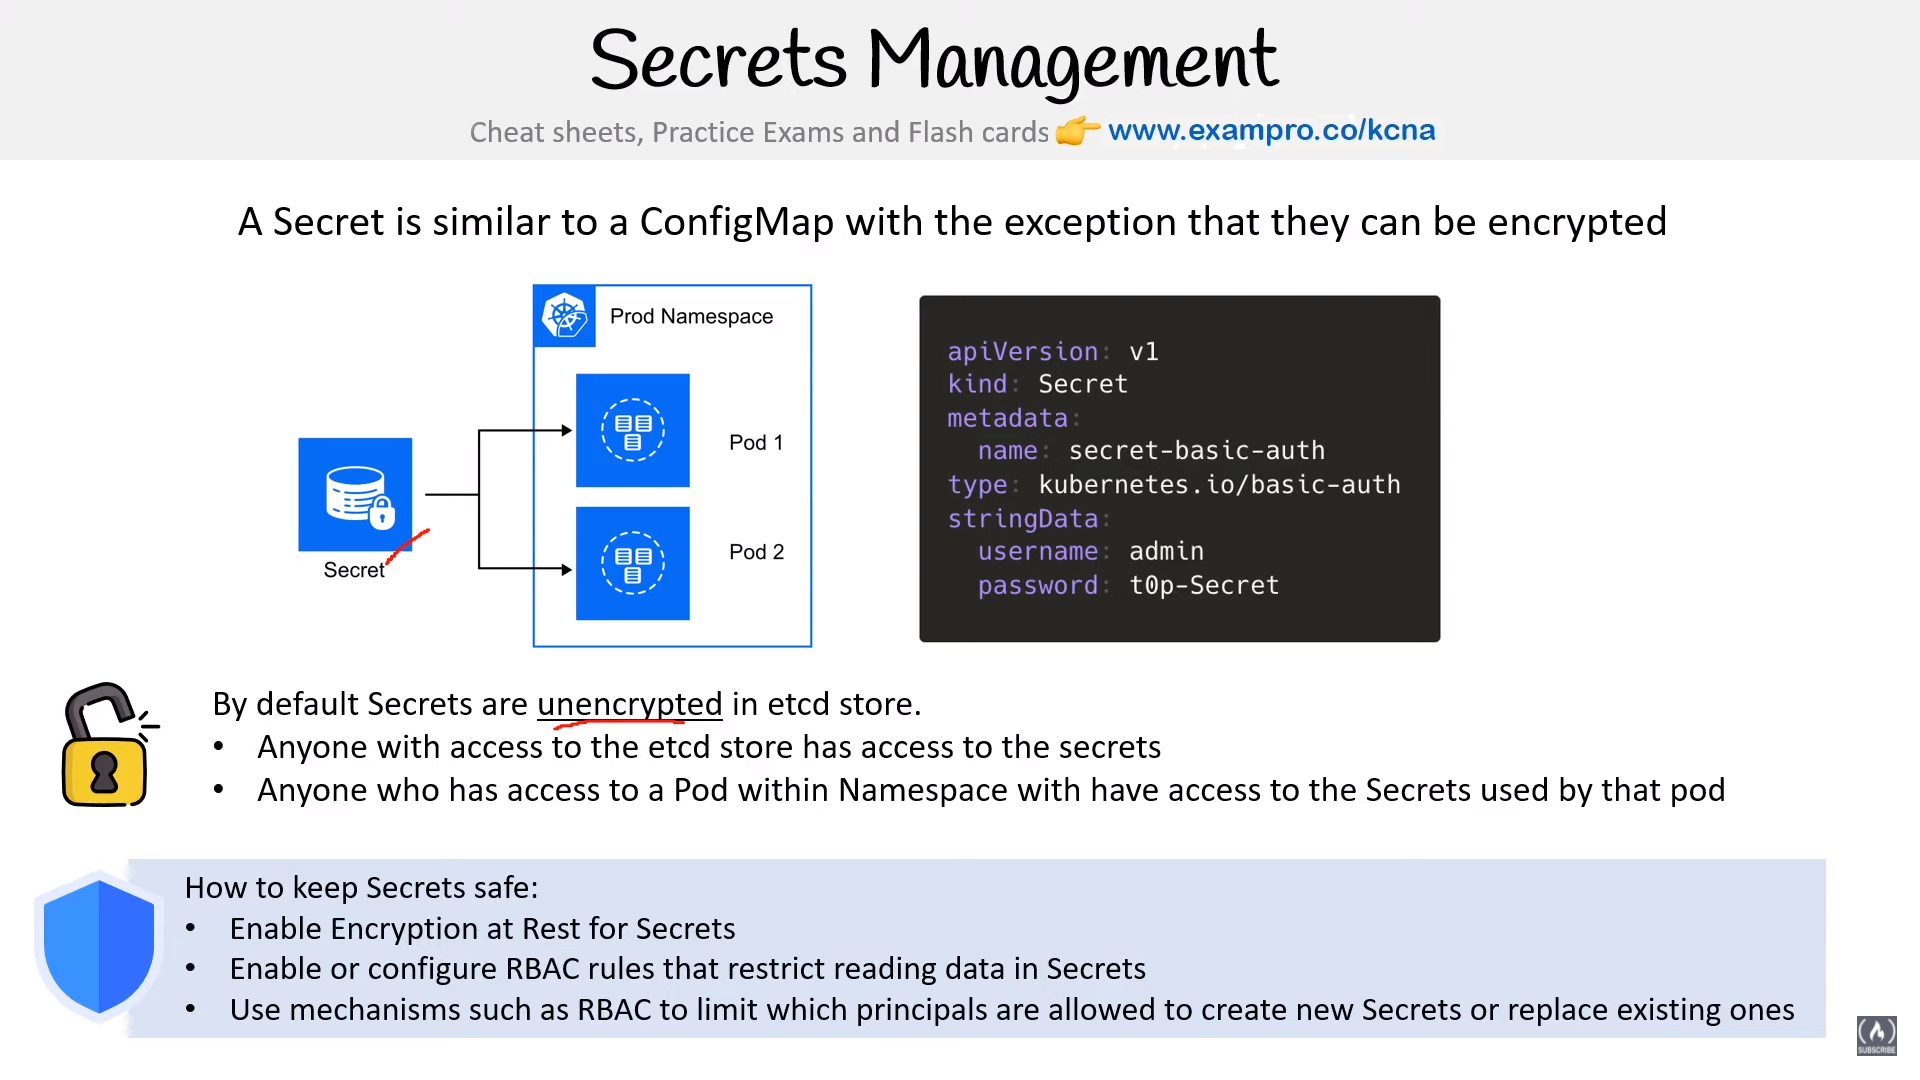 Secrets Management
Cheat sheets, Practice Exams and Flash cards 👉 www.exampro.co/kcna
A Secret is similar to a ConfigMap with the exception that they can be encrypted
Prod Namespace
Pod 1
Pod 2
Secret
apiVersion: v1
kind: Secret
metadata:
  name: secret-basic-auth
type: kubernetes.io/basic-auth
stringData:
  username: admin
  password: t0p-Secret
By default Secrets are unencrypted in etcd store.
• Anyone with access to the etcd store has access to the secrets
• Anyone who has access to a Pod within Namespace with have access to the Secrets used by that pod
How to keep Secrets safe:
• Enable Encryption at Rest for Secrets
• Enable or configure RBAC rules that restrict reading data in Secrets
• Use mechanisms such as RBAC to limit which principals are allowed to create new Secrets or replace existing ones
SUBSCRIBE